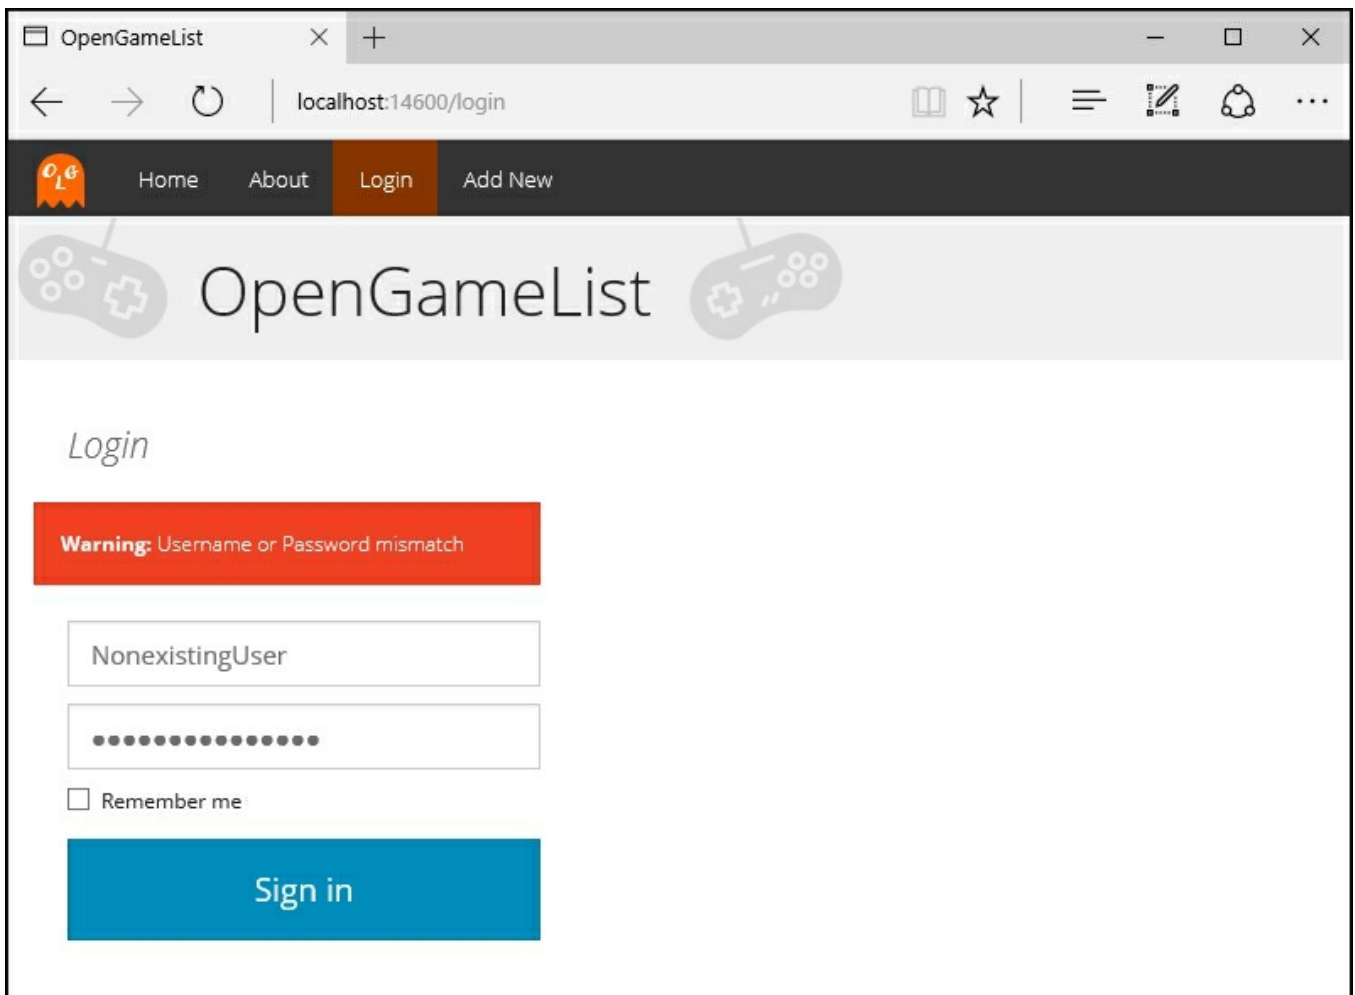 OpenGameList
localhost:14600/login
OLG Home About Login Add New
OpenGameList
Login
Warning: Username or Password mismatch
NonexistingUser
•••••••••••••••
Remember me
Sign in